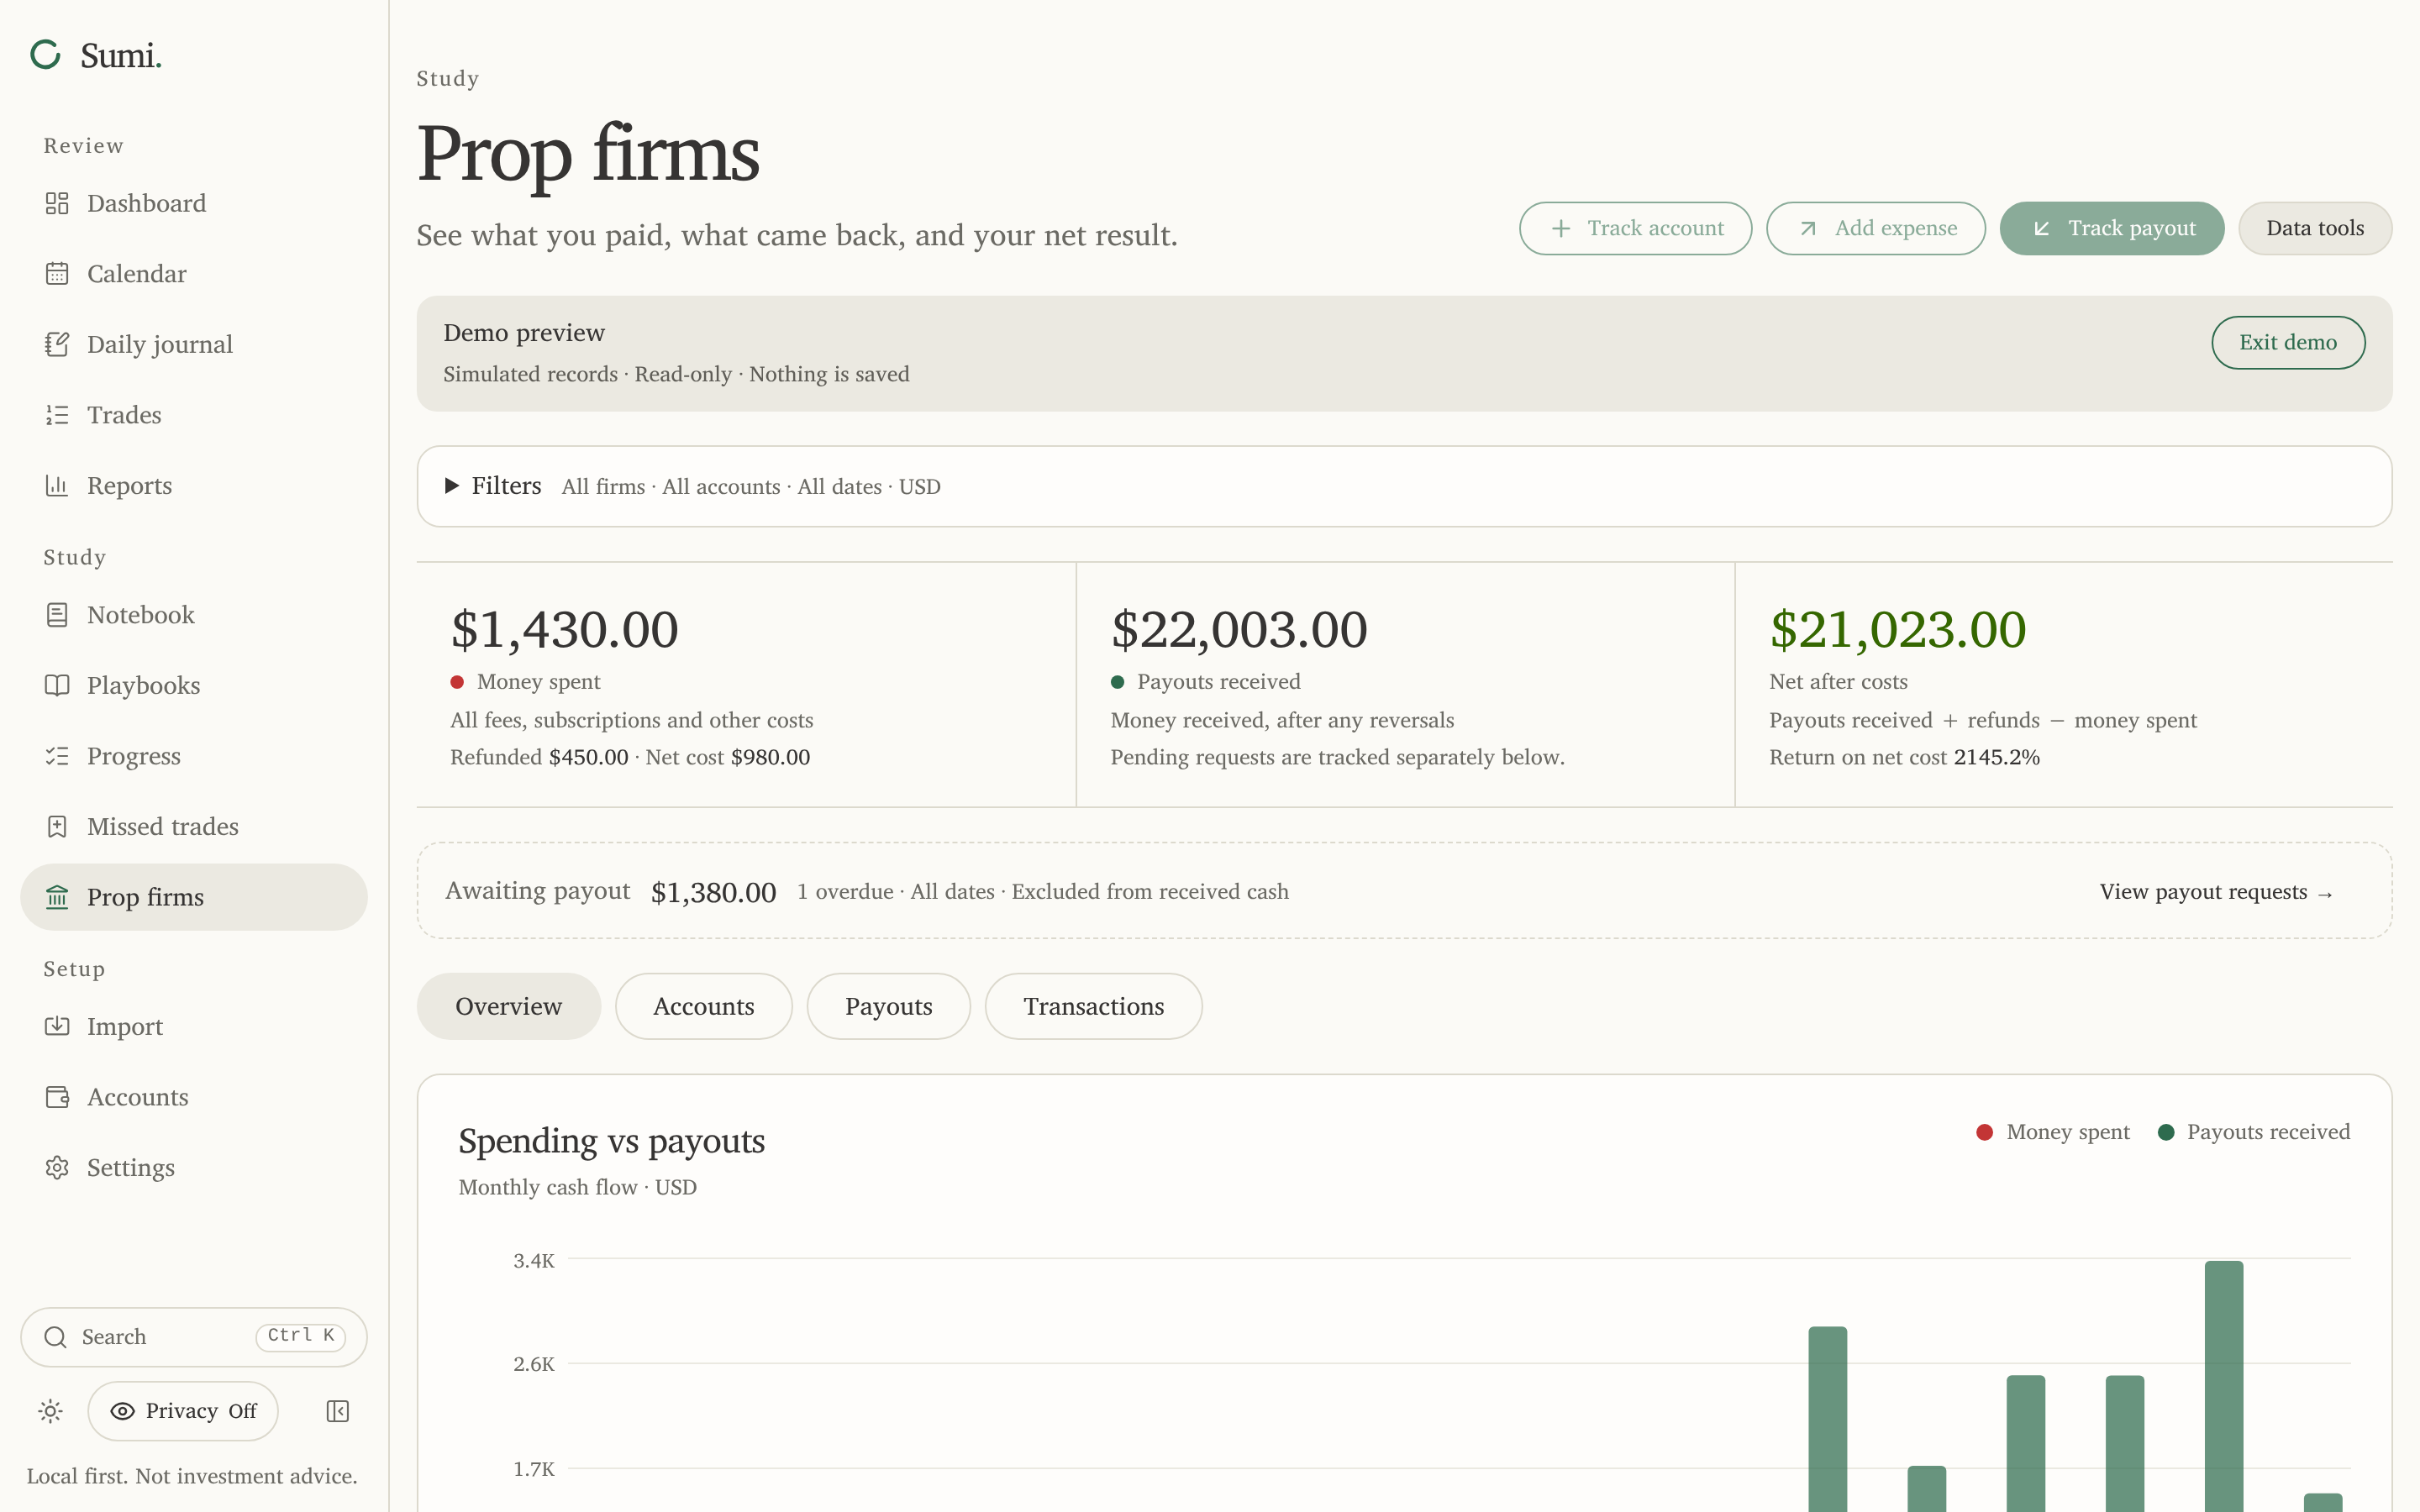 Sumi.
Review
Dashboard
Calendar
Daily journal
Trades
Reports
Study
Notebook
Playbooks
Progress
Missed trades
Prop firms
Setup
Import
Accounts
Settings
Search Ctrl K
Privacy Off
Local first. Not investment advice.
Study
Prop firms
See what you paid, what came back, and your net result.
Track account
Add expense
Track payout
Data tools
Demo preview
Simulated records · Read-only · Nothing is saved
Exit demo
Filters All firms · All accounts · All dates · USD
$1,430.00
Money spent
All fees, subscriptions and other costs
Refunded $450.00 · Net cost $980.00
$22,003.00
Payouts received
Money received, after any reversals
Pending requests are tracked separately below.
$21,023.00
Net after costs
Payouts received + refunds − money spent
Return on net cost 2145.2%
Awaiting payout $1,380.00 1 overdue · All dates · Excluded from received cash
View payout requests →
Overview
Accounts
Payouts
Transactions
Spending vs payouts
Monthly cash flow · USD
Money spent
Payouts received
3.4K
2.6K
1.7K